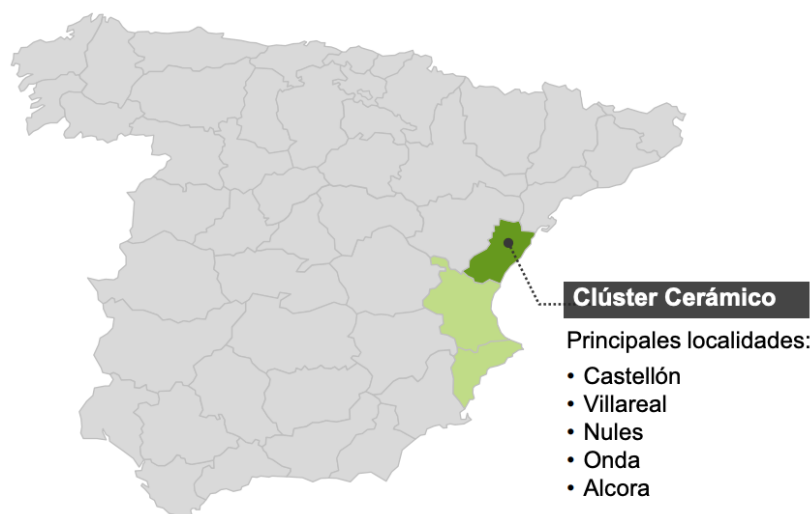 Clúster Cerámico
Principales localidades:
• Castellón
• Villareal
• Nules
• Onda
• Alcora